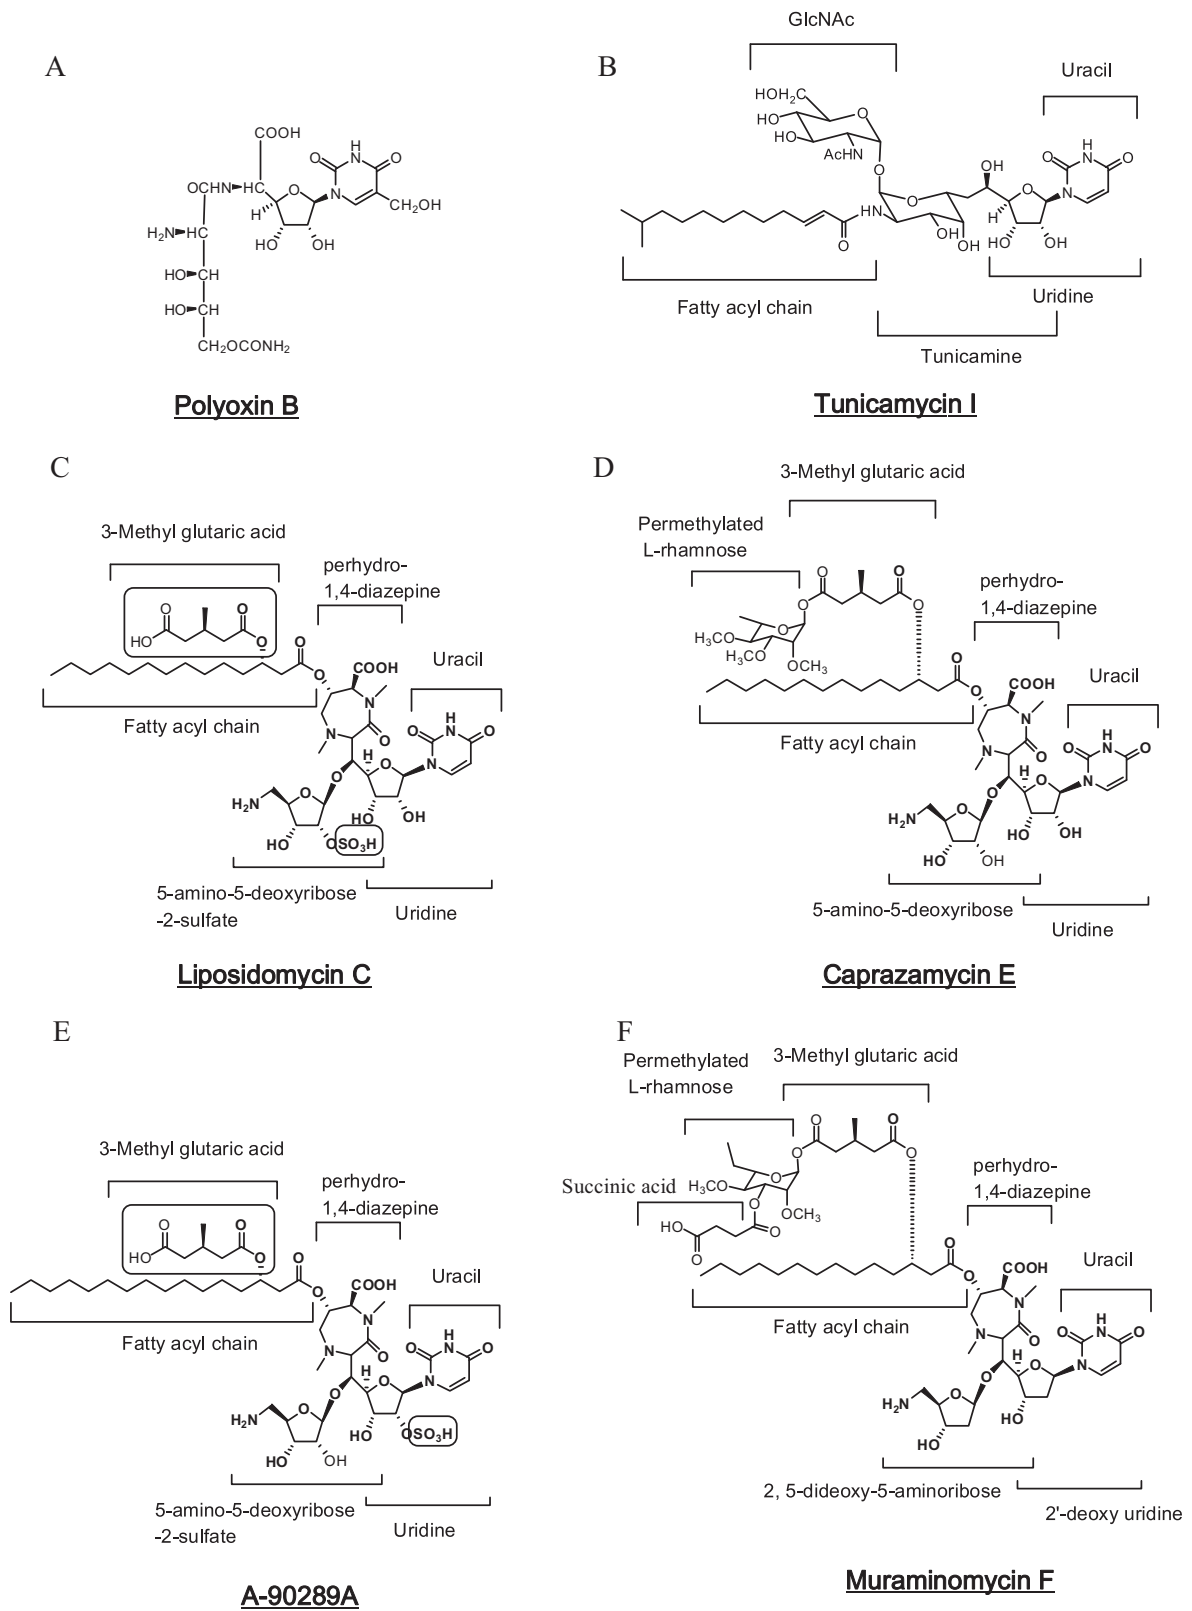 A
COOH
OCHN
C
H
O
NH
O
O
N
CH₂OH
HO
OH
H₂N
C
HO
CH
HO
CH
CH₂OCONH₂
Polyoxin B
B
GlcNAc
Uracil
HOH₂C
HO
O
HO
AcHN
O
OH
O
NH
O
N
O
O
H
HN
O
OH
OH
HO
OH
Fatty acyl chain
Uridine
Tunicamine
Tunicamycin I
C
3-Methyl glutaric acid
perhydro-
1,4-diazepine
O
O
HO
O
O
O
COOH
Uracil
Fatty acyl chain
N
O
N
H
O
NH
O
N
O
O
H₂N
O
HO
OH
HO
OSO₃H
5-amino-5-deoxyribose
-2-sulfate
Uridine
Liposidomycin C
D
3-Methyl glutaric acid
Permethylated
L-rhamnose
perhydro-
1,4-diazepine
O
O
O
O
O
H₃CO
H₃CO
OCH₃
O
O
COOH
Uracil
Fatty acyl chain
N
O
N
H
O
NH
O
N
O
O
H₂N
O
HO
OH
HO
OH
5-amino-5-deoxyribose
Uridine
Caprazamycin E
E
3-Methyl glutaric acid
perhydro-
1,4-diazepine
O
O
HO
O
O
O
COOH
Uracil
Fatty acyl chain
N
O
N
H
O
NH
O
N
O
O
H₂N
O
HO
OSO₃H
HO
OH
5-amino-5-deoxyribose
-2-sulfate
Uridine
A-90289A
F
Permethylated
L-rhamnose
3-Methyl glutaric acid
perhydro-
1,4-diazepine
O
O
O
O
O
Succinic acid
H₃CO
O
OCH₃
HO
O
O
O
O
COOH
Uracil
Fatty acyl chain
N
O
N
H
O
NH
O
N
O
O
H₂N
O
HO
HO
2, 5-dideoxy-5-aminoribose
2'-deoxy uridine
Muraminomycin F